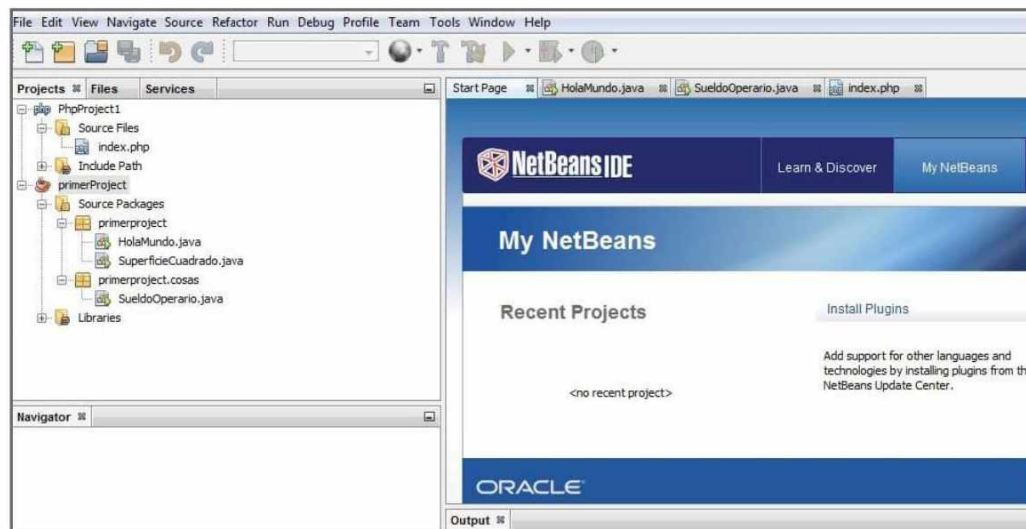 File Edit View Navigate Source Refactor Run Debug Profile Team Tools Window Help
Projects Files Services
PhpProject1
Source Files
index.php
Include Path
primerProject
Source Packages
primerproject
HolaMundo.java
SuperficieCuadrado.java
primerproject.cosas
SueldoOperario.java
Libraries
Navigator
Start Page HolaMundo.java SueldoOperario.java index.php
NetBeans IDE
Learn & Discover My NetBeans
My NetBeans
Recent Projects
<no recent project>
Install Plugins
Add support for other languages and
technologies by installing plugins from th
NetBeans Update Center.
ORACLE
Output